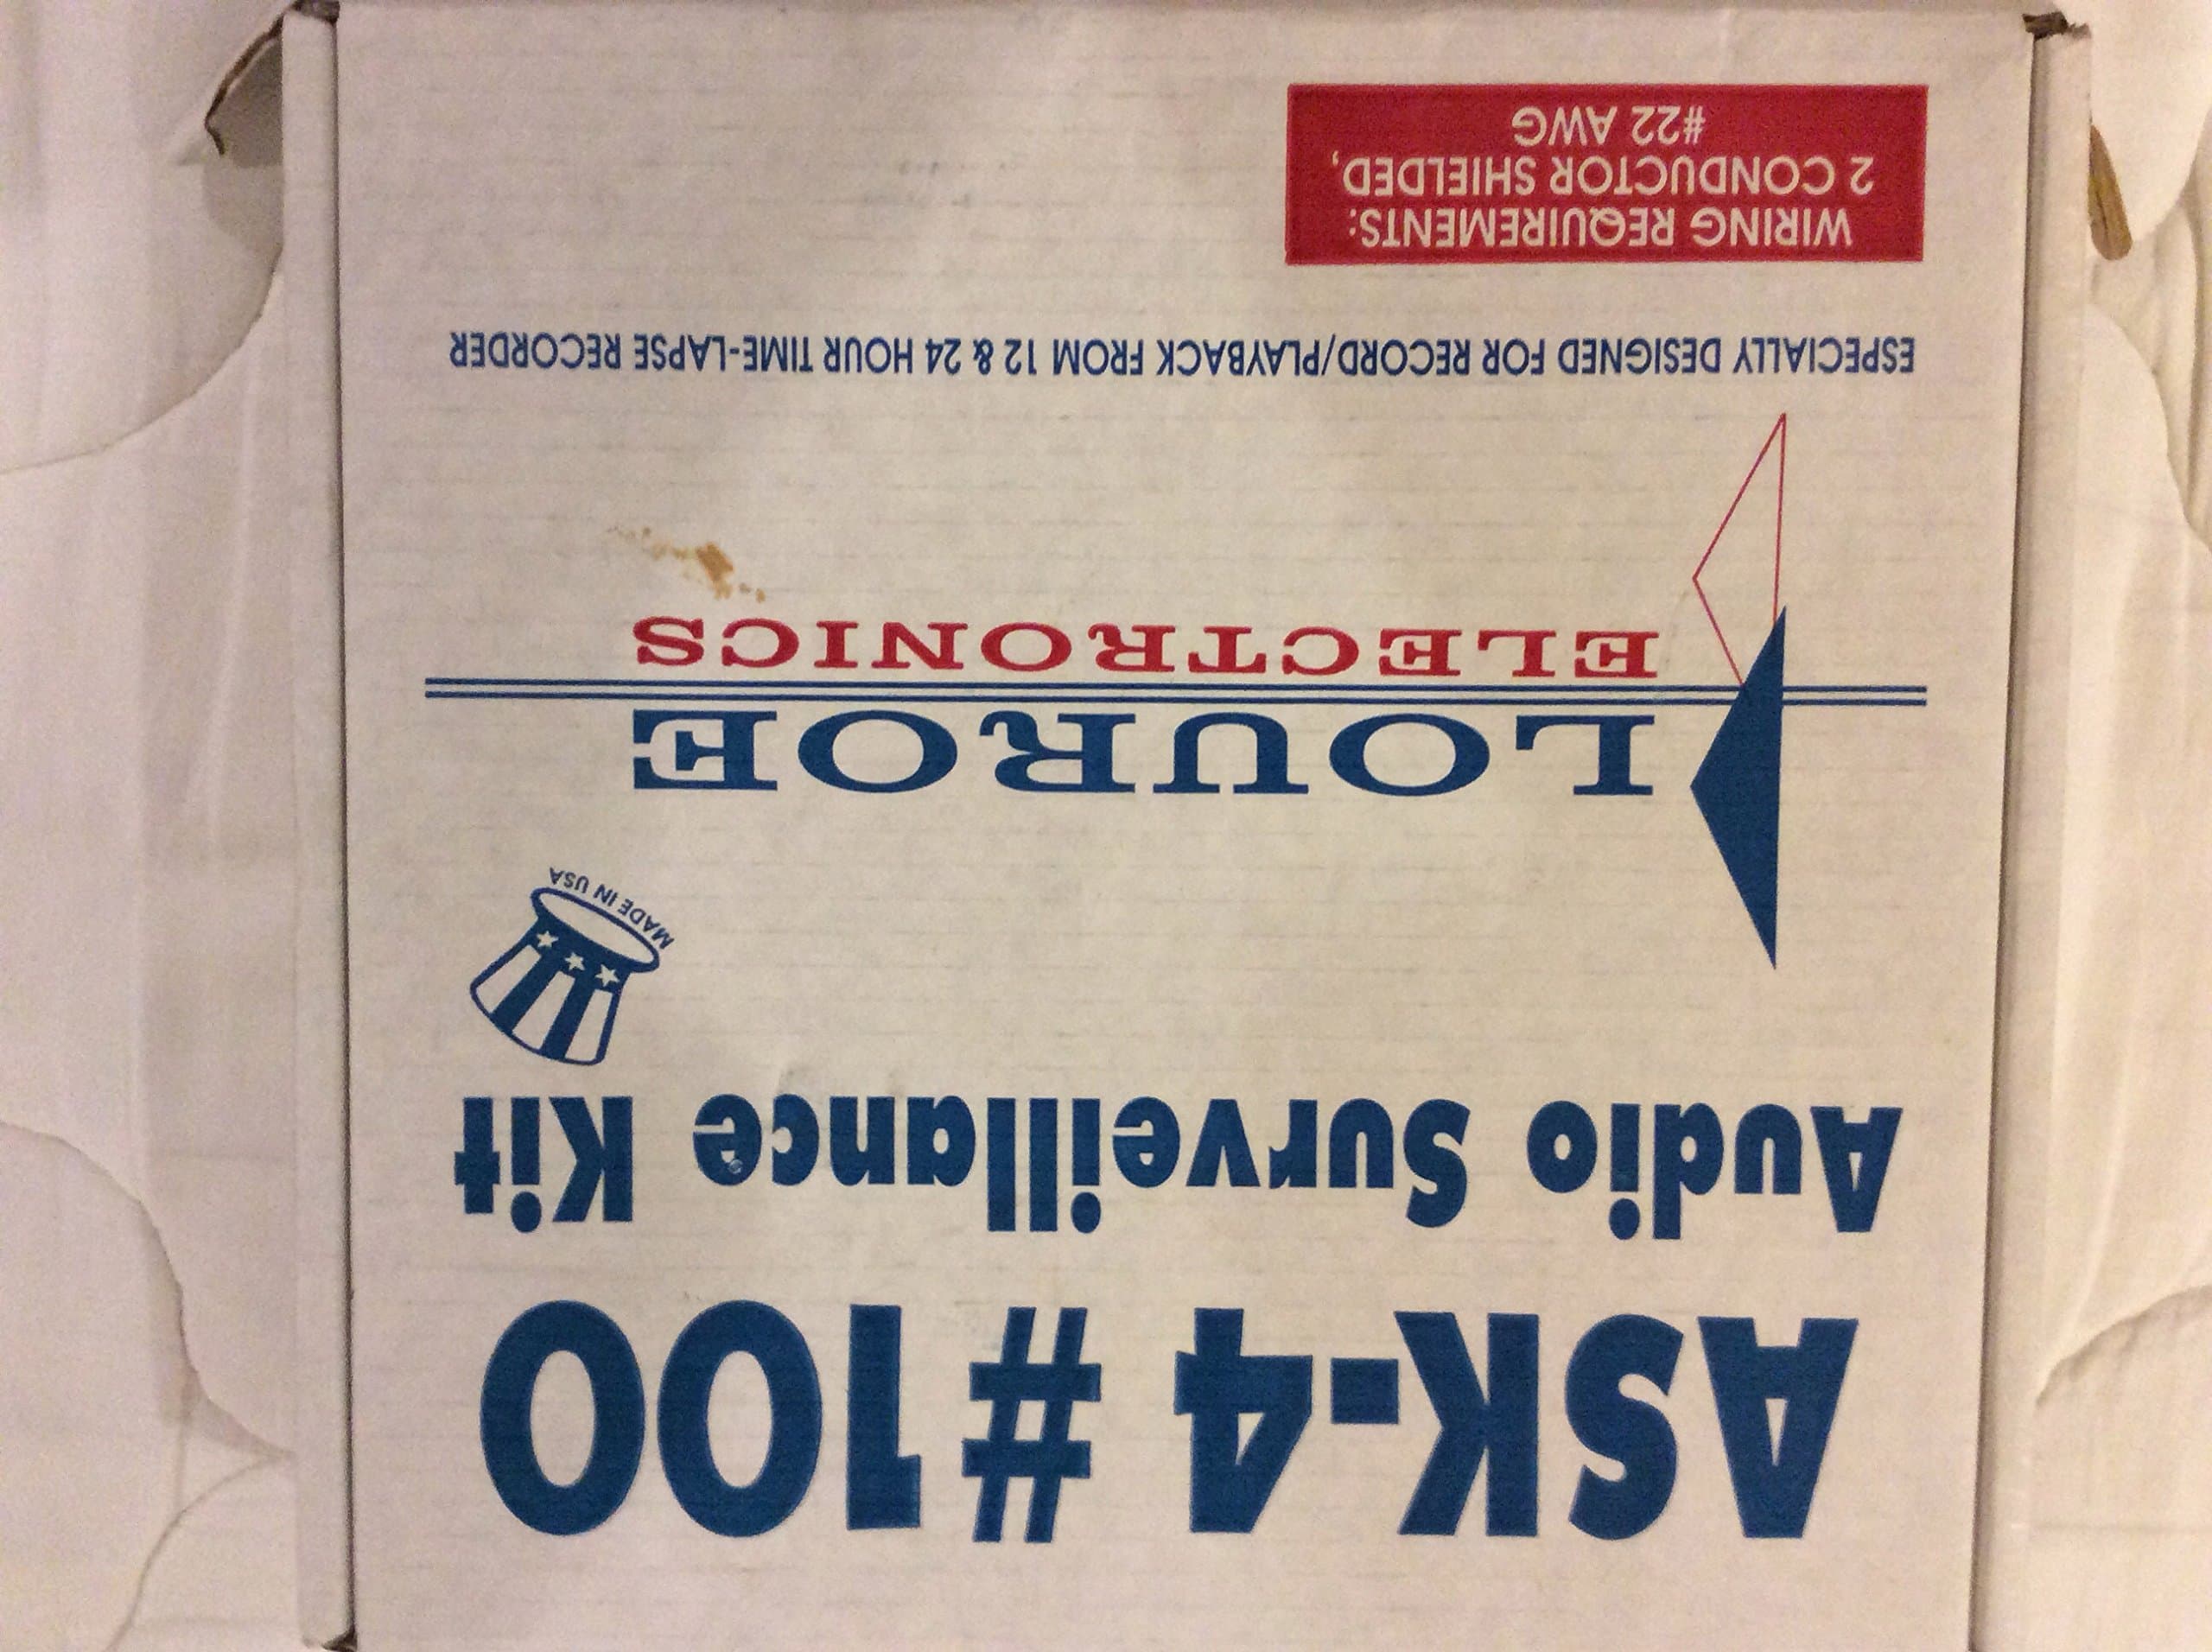 ASK-4 #100
Audio Surveillance Kit
MADE IN USA
LOUROE
ELECTRONICS
ESPECIALLY DESIGNED FOR RECORD/PLAYBACK FROM 12 & 24 HOUR TIME-LAPSE RECORDER
WIRING REQUIREMENTS:
2 CONDUCTOR SHIELDED,
#22 AWG